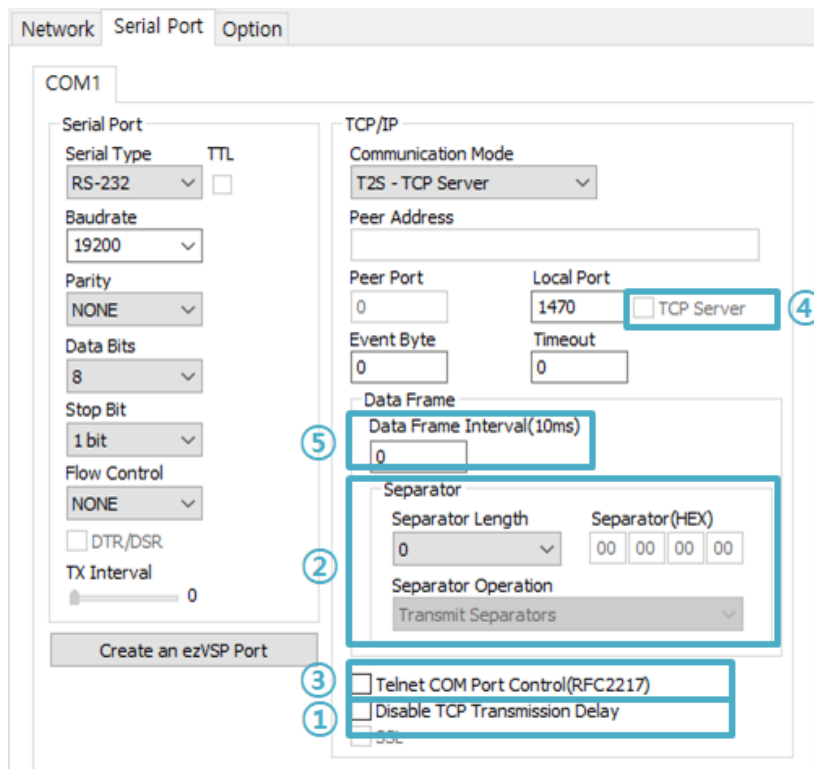 Network Serial Port Option
COM1
Serial Port
Serial Type TTL
RS-232
Baudrate
19200
Parity
NONE
Data Bits
8
Stop Bit
1 bit
Flow Control
NONE
DTR/DSR
TX Interval
0
Create an ezVSP Port
TCP/IP
Communication Mode
T2S - TCP Server
Peer Address
Peer Port Local Port
0 1470 TCP Server ④
Event Byte Timeout
0 0
Data Frame
Data Frame Interval(10ms)
⑤ 0
Separator
Separator Length Separator(HEX)
0 00 00 00 00
②
Separator Operation
Transmit Separators
③ Telnet COM Port Control(RFC2217)
① Disable TCP Transmission Delay
SSL